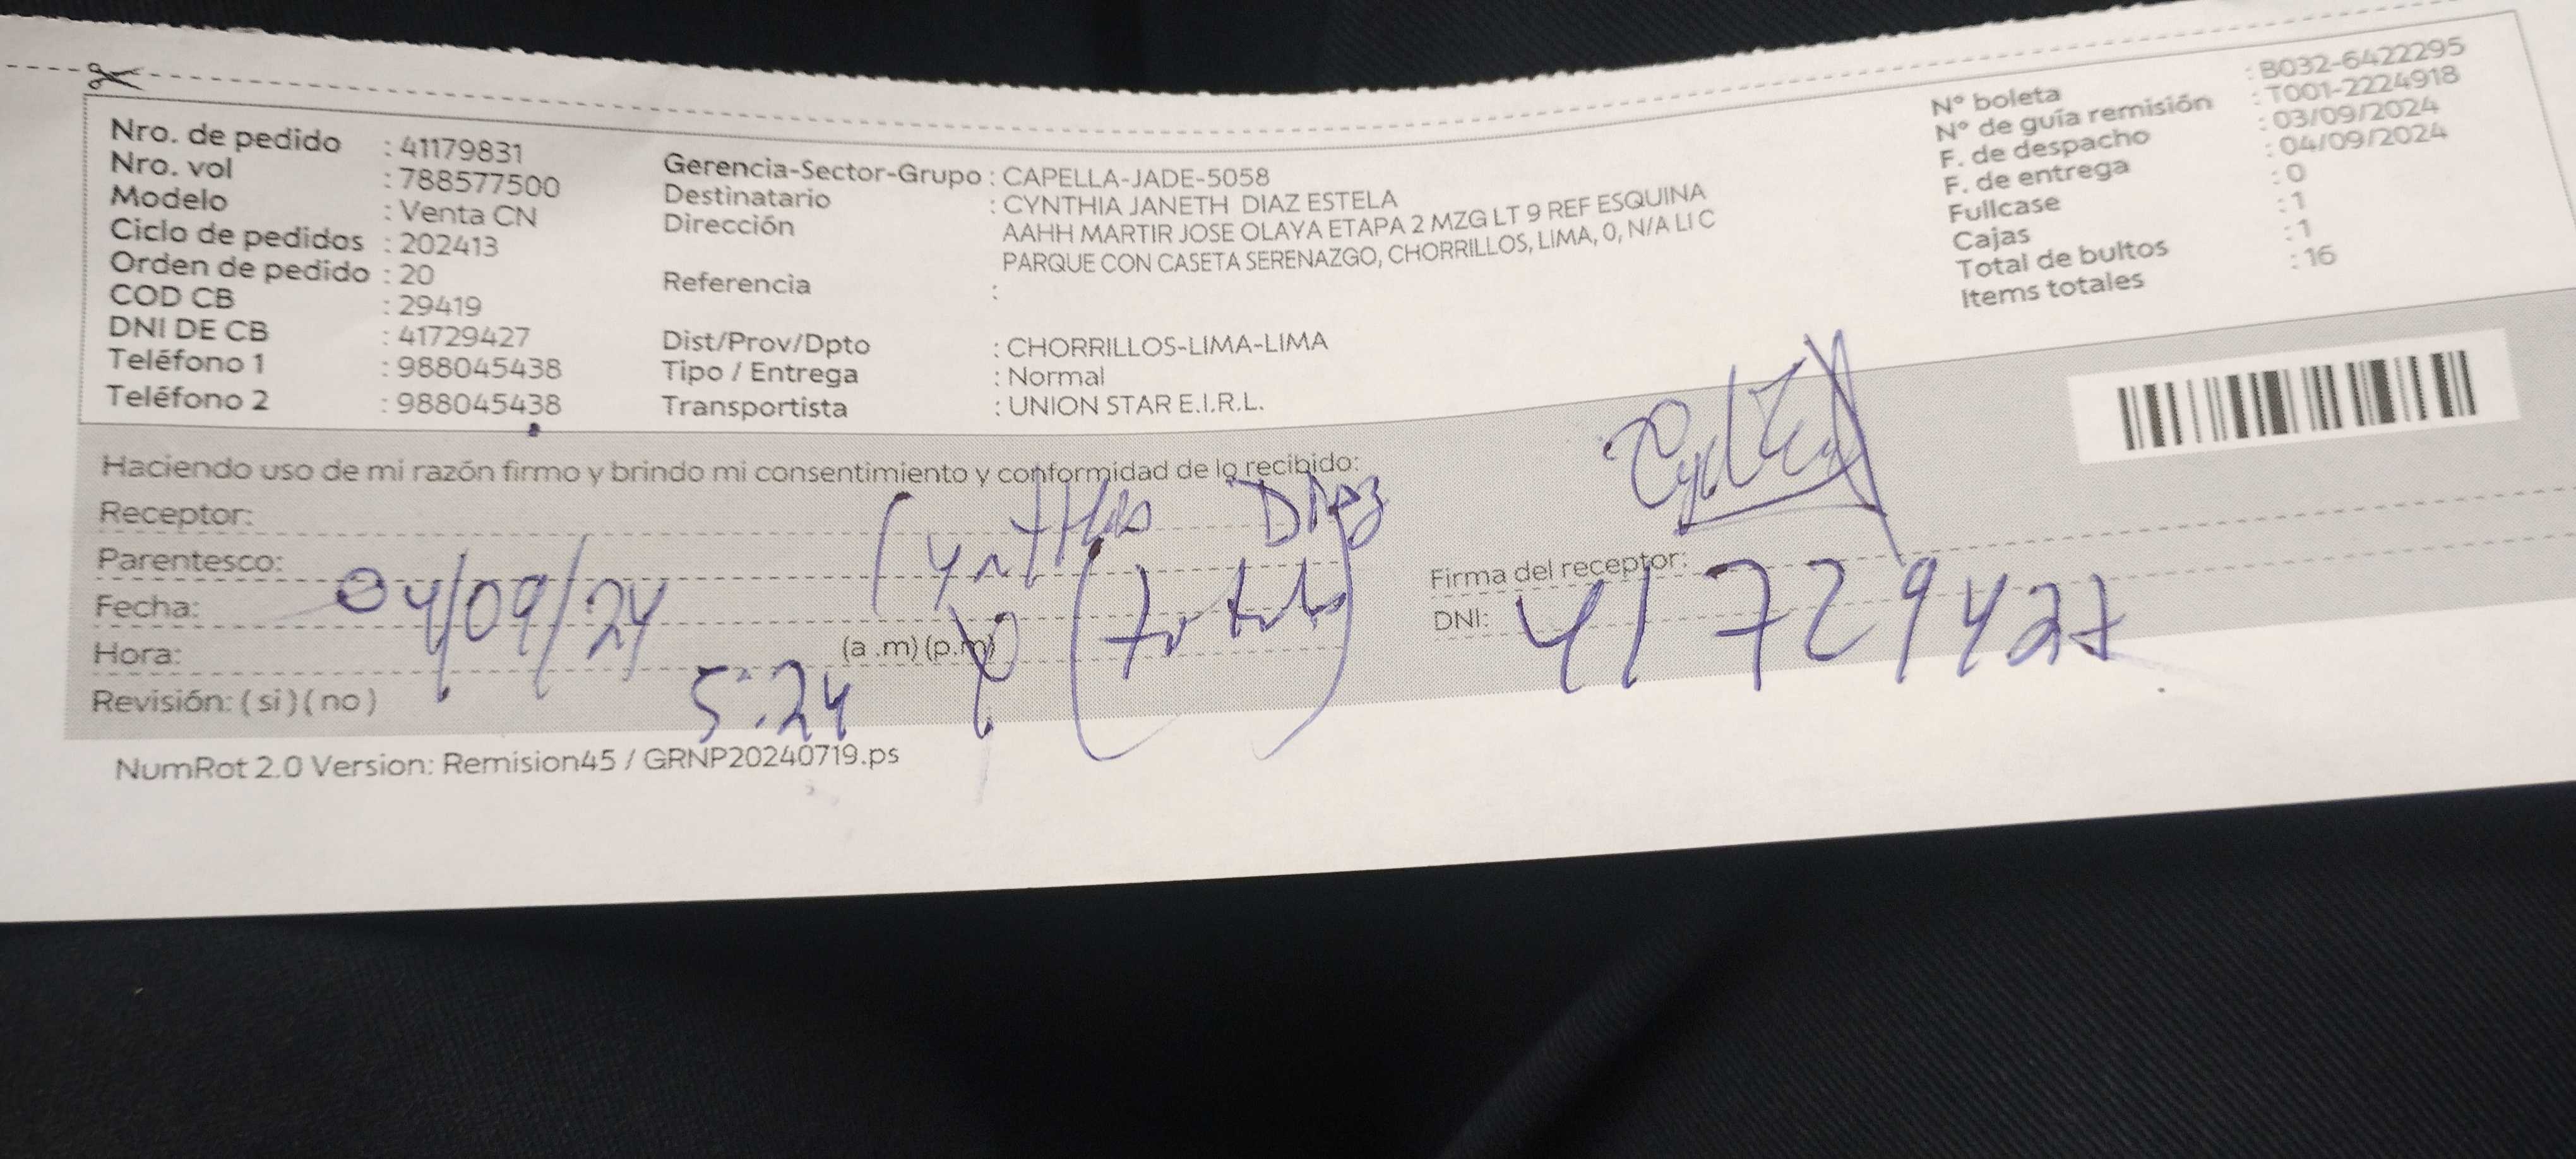 Nro. de pedido : 41179831
Nro. vol : 788577500
Modelo : Venta CN
Ciclo de pedidos : 202413
Orden de pedido : 20
COD CB : 29419
DNI DE CB : 41729427
Teléfono 1 : 988045438
Teléfono 2 : 988045438
Gerencia-Sector-Grupo : CAPELLA-JADE-5058
Destinatario : CYNTHIA JANETH DIAZ ESTELA
Dirección : AAHH MARTIR JOSE OLAYA ETAPA 2 MZG LT 9 REF ESQUINA
PARQUE CON CASETA SERENAZGO, CHORRILLOS, LIMA, 0, N/A LI C
Referencia :
Dist/Prov/Dpto : CHORRILLOS-LIMA-LIMA
Tipo / Entrega : Normal
Transportista : UNION STAR E.I.R.L.
N° boleta : B032-6422295
N° de guía remisión : T001-2224918
F. de despacho : 03/09/2024
F. de entrega : 04/09/2024
Fullcase : 0
Cajas : 1
Total de bultos : 1
Items totales : 16
Haciendo uso de mi razón firmo y brindo mi consentimiento y conformidad de lo recibido:
Receptor: Cynthia Diaz
Parentesco: (titular)
Fecha: 04/09/24
Hora: 5:24 (a .m) (p.m)
Revisión: ( si ) ( no )
Firma del receptor:
DNI: 41729427
NumRot 2.0 Version: Remision45 / GRNP20240719.ps